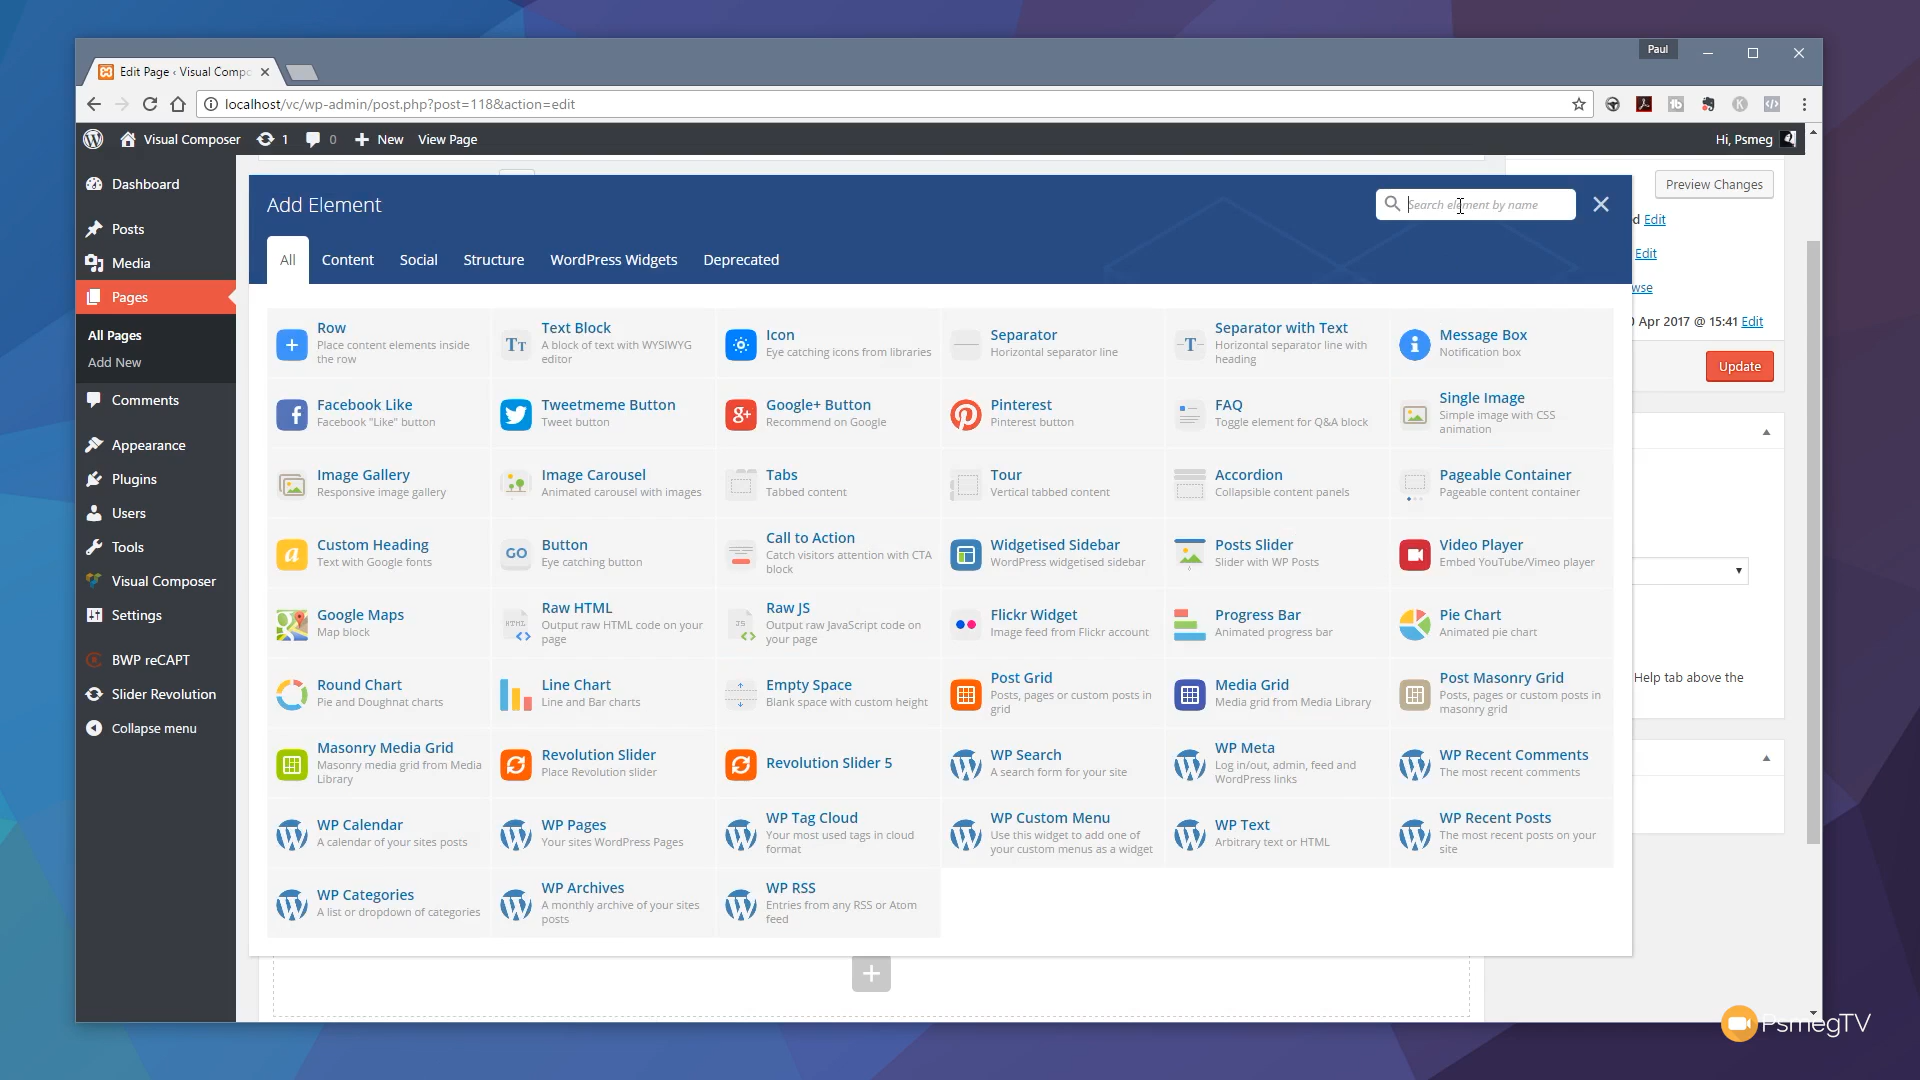 Paul
Edit Page ‹ Visual Compo
localhost/vc/wp-admin/post.php?post=118&action=edit
Visual Composer 1 0 New View Page Hi, Psmeg
Dashboard
Posts
Media
Pages
All Pages
Add New
Comments
Appearance
Plugins
Users
Tools
Visual Composer
Settings
BWP reCAPT
Slider Revolution
Collapse menu
Add Element
Search element by name
All Content Social Structure WordPress Widgets Deprecated
Row
Place content elements inside
the row
Text Block
A block of text with WYSIWYG
editor
Icon
Eye catching icons from libraries
Separator
Horizontal separator line
Separator with Text
Horizontal separator line with
heading
Message Box
Notification box
Facebook Like
Facebook "Like" button
Tweetmeme Button
Tweet button
Google+ Button
Recommend on Google
Pinterest
Pinterest button
FAQ
Toggle element for Q&A block
Single Image
Simple image with CSS
animation
Image Gallery
Responsive image gallery
Image Carousel
Animated carousel with images
Tabs
Tabbed content
Tour
Vertical tabbed content
Accordion
Collapsible content panels
Pageable Container
Pageable content container
Custom Heading
Text with Google fonts
GO
Button
Eye catching button
Call to Action
Catch visitors attention with CTA
block
Widgetised Sidebar
WordPress widgetised sidebar
Posts Slider
Slider with WP Posts
Video Player
Embed YouTube/Vimeo player
Google Maps
Map block
HTML
Raw HTML
Output raw HTML code on your
page
JS
Raw JS
Output raw JavaScript code on
your page
Flickr Widget
Image feed from Flickr account
Progress Bar
Animated progress bar
Pie Chart
Animated pie chart
Round Chart
Pie and Doughnat charts
Line Chart
Line and Bar charts
Empty Space
Blank space with custom height
Post Grid
Posts, pages or custom posts in
grid
Media Grid
Media grid from Media Library
Post Masonry Grid
Posts, pages or custom posts in
masonry grid
Masonry Media Grid
Masonry media grid from Media
Library
Revolution Slider
Place Revolution slider
Revolution Slider 5
WP Search
A search form for your site
WP Meta
Log in/out, admin, feed and
WordPress links
WP Recent Comments
The most recent comments
WP Calendar
A calendar of your sites posts
WP Pages
Your sites WordPress Pages
WP Tag Cloud
Your most used tags in cloud
format
WP Custom Menu
Use this widget to add one of
your custom menus as a widget
WP Text
Arbitrary text or HTML
WP Recent Posts
The most recent posts on your
site
WP Categories
A list or dropdown of categories
WP Archives
A monthly archive of your sites
posts
WP RSS
Entries from any RSS or Atom
feed
Preview Changes
d Edit
Edit
wse
0 Apr 2017 @ 15:41 Edit
Update
Help tab above the
PsmegTV